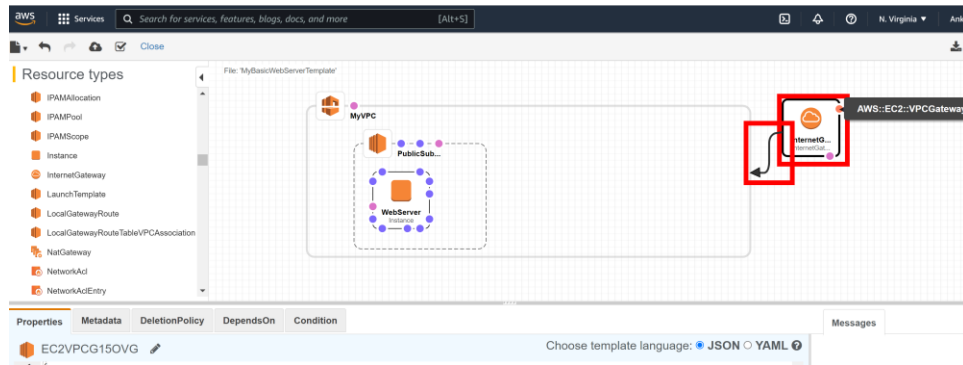 aws
Services
Search for services, features, blogs, docs, and more
[Alt+S]
N. Virginia ▼
Close
Resource types
IPAMAllocation
IPAMPool
IPAMScope
Instance
InternetGateway
LaunchTemplate
LocalGatewayRoute
LocalGatewayRouteTableVPCAssociation
NatGateway
NetworkAcl
NetworkAclEntry
File: 'MyBasicWebServerTemplate'
MyVPC
PublicSub...
WebServer
Instance
InternetG...
InternetGat...
AWS::EC2::VPCGateway
Properties
Metadata
DeletionPolicy
DependsOn
Condition
Messages
EC2VPCG15OVG
Choose template language: JSON YAML